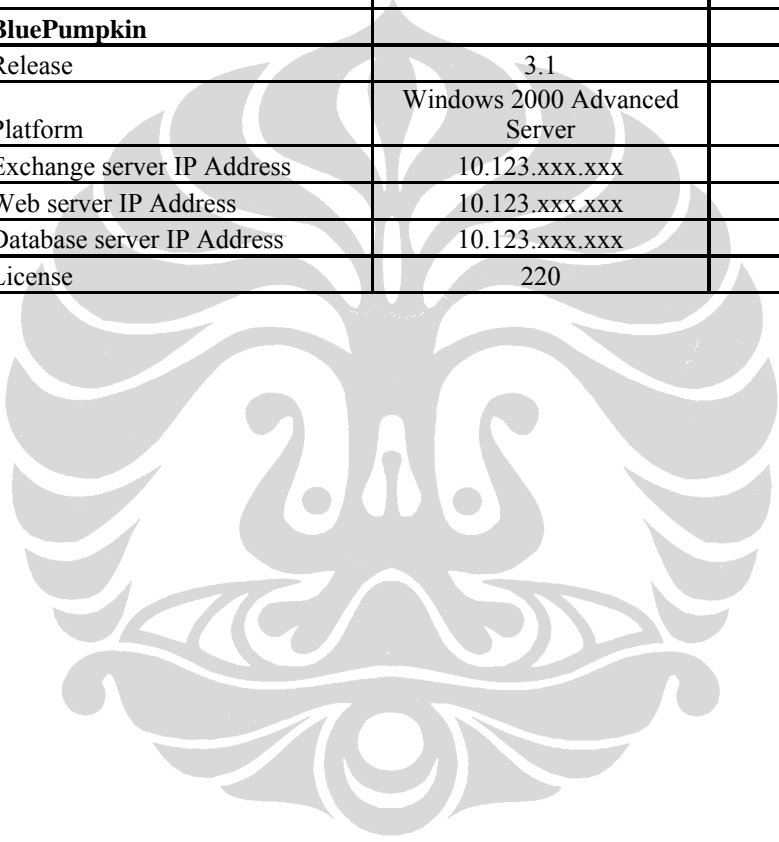 BluePumpkin
Release 3.1
Platform Windows 2000 Advanced
Server
Exchange server IP Address 10.123.xxx.xxx
Web server IP Address 10.123.xxx.xxx
Database server IP Address 10.123.xxx.xxx
License 220